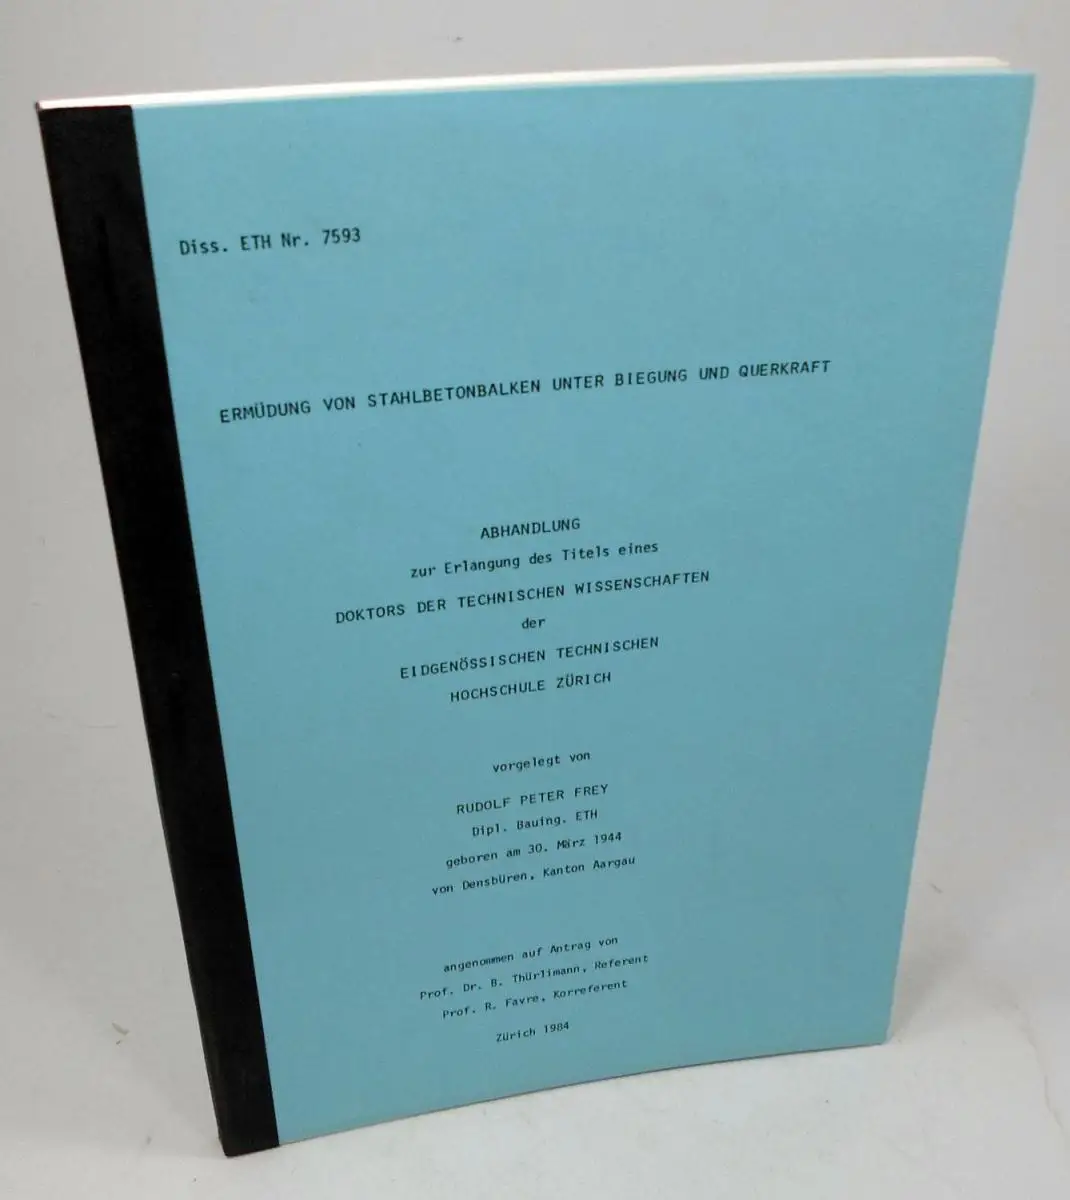 Diss. ETH Nr. 7593
ERMÜDUNG VON STAHLBETONBALKEN UNTER BIEGUNG UND QUERKRAFT
ABHANDLUNG
zur Erlangung des Titels eines
DOKTORS DER TECHNISCHEN WISSENSCHAFTEN
der
EIDGENÖSSISCHEN TECHNISCHEN
HOCHSCHULE ZÜRICH
vorgelegt von
RUDOLF PETER FREY
Dipl. Bauing. ETH
geboren am 30. März 1944
von Densbüren, Kanton Aargau
angenommen auf Antrag von
Prof. Dr. B. Thürlimann, Referent
Prof. R. Favre, Korreferent
Zürich 1984